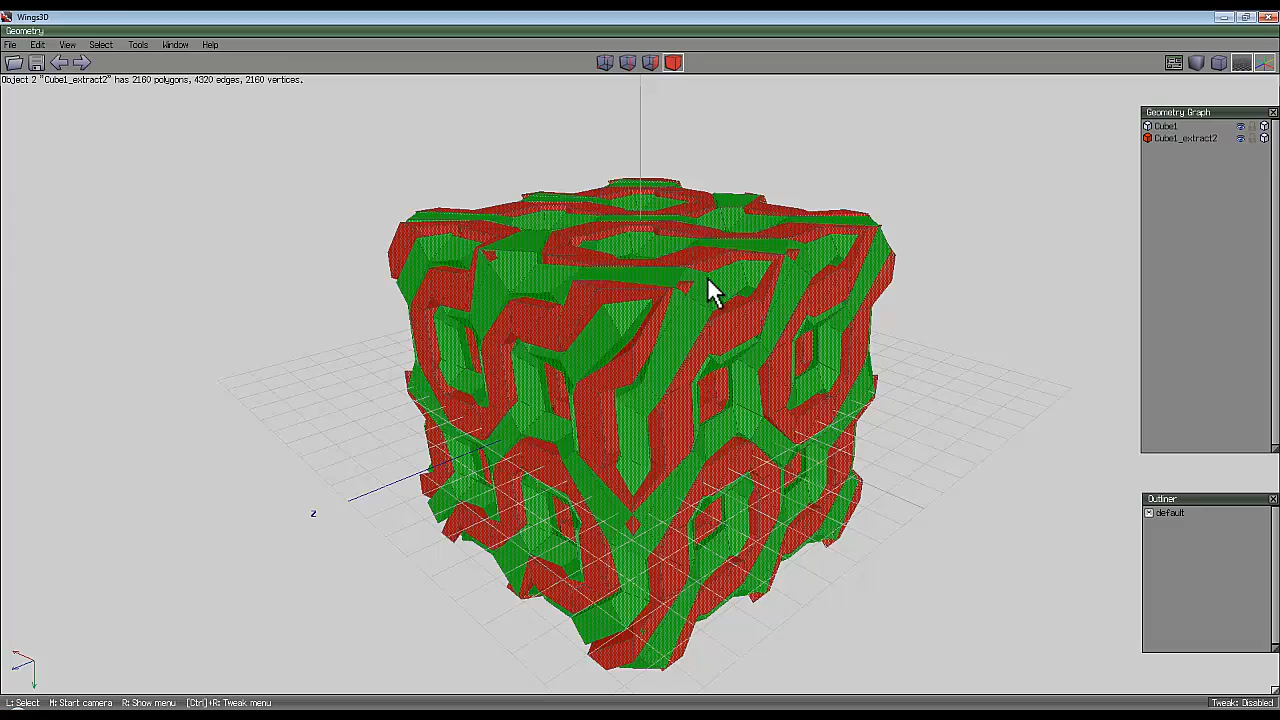 Wings3D
Geometry
File Edit View Select Tools Window Help
Object 2 "Cube1_extract2" has 2160 polygons, 4320 edges, 2160 vertices.
Geometry Graph
Cube1
Cube1_extract2
Z
Outliner
default
L: Select M: Start camera R: Show menu [Ctrl]+R: Tweak menu
Tweak: Disabled